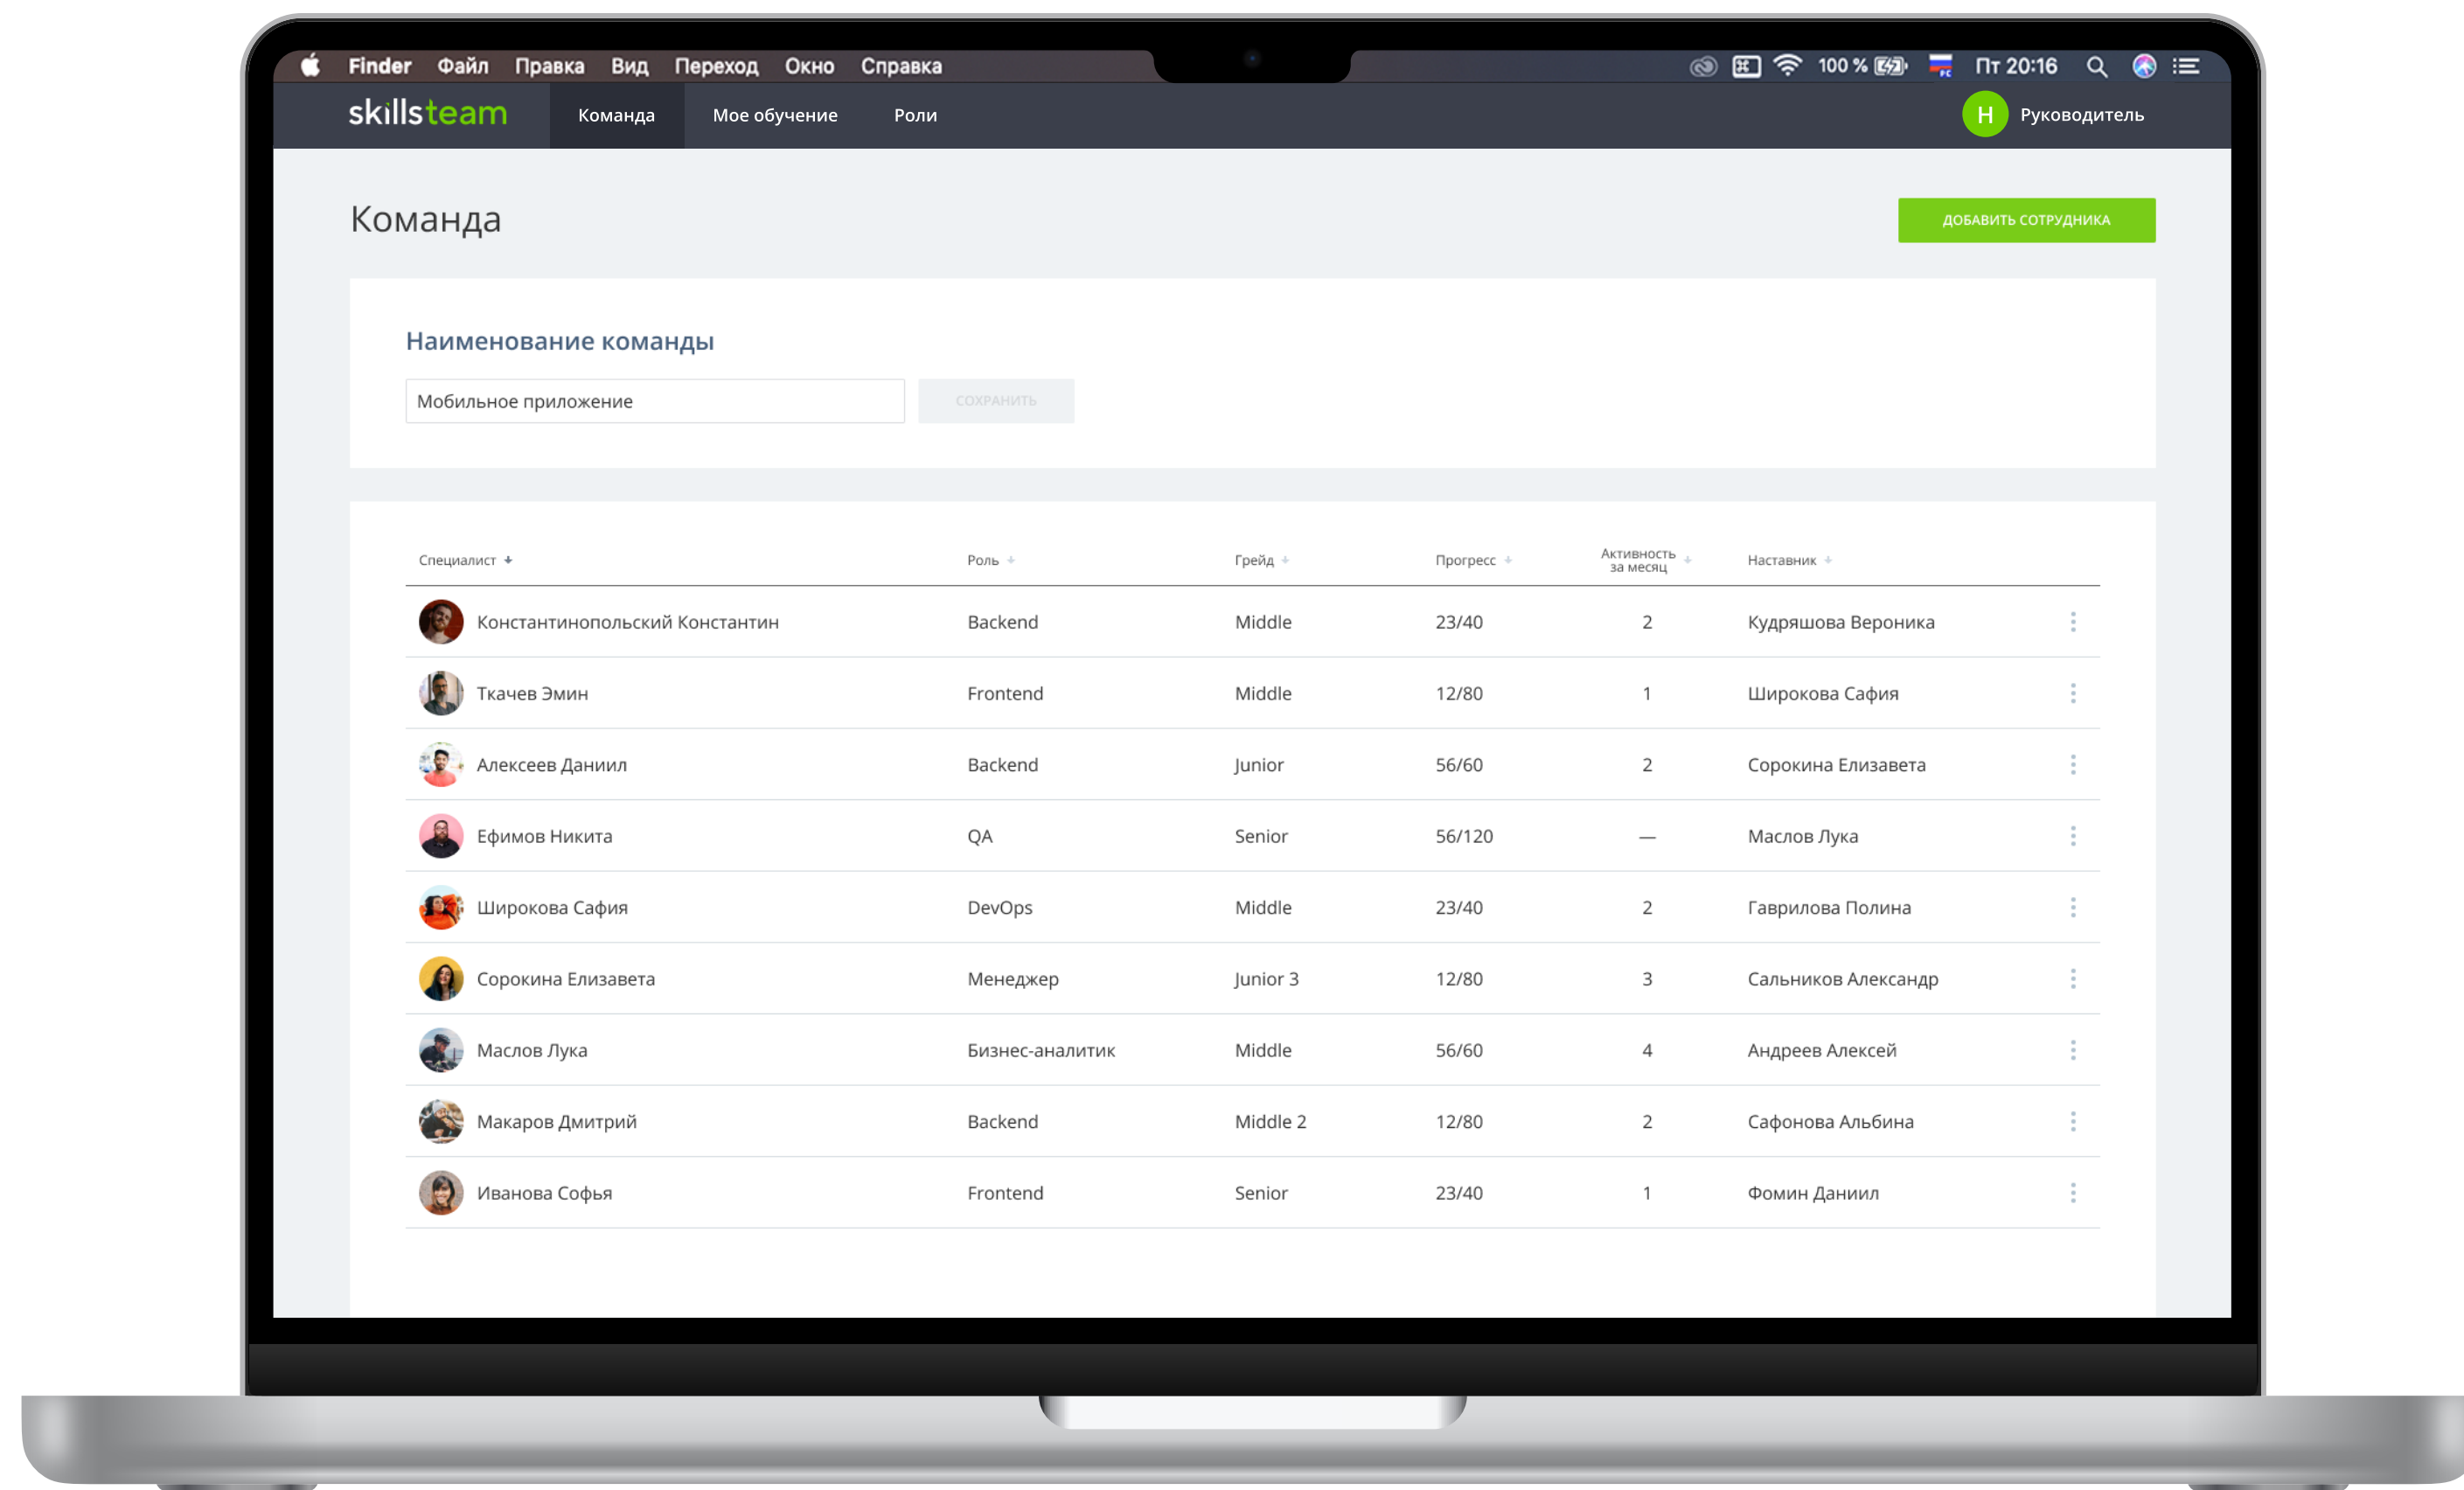 Finder Файл Правка Вид Переход Окно Справка 100 % РС Пт 20:16
skillsteam Команда Мое обучение Роли Н Руководитель
Команда ДОБАВИТЬ СОТРУДНИКА
Наименование команды
Мобильное приложение СОХРАНИТЬ
Специалист Роль Грейд Прогресс Активность за месяц Наставник
Константинопольский Константин Backend Middle 23/40 2 Кудряшова Вероника
Ткачев Эмин Frontend Middle 12/80 1 Широкова Сафия
Алексеев Даниил Backend Junior 56/60 2 Сорокина Елизавета
Ефимов Никита QA Senior 56/120 — Маслов Лука
Широкова Сафия DevOps Middle 23/40 2 Гаврилова Полина
Сорокина Елизавета Менеджер Junior 3 12/80 3 Сальников Александр
Маслов Лука Бизнес-аналитик Middle 56/60 4 Андреев Алексей
Макаров Дмитрий Backend Middle 2 12/80 2 Сафонова Альбина
Иванова Софья Frontend Senior 23/40 1 Фомин Даниил